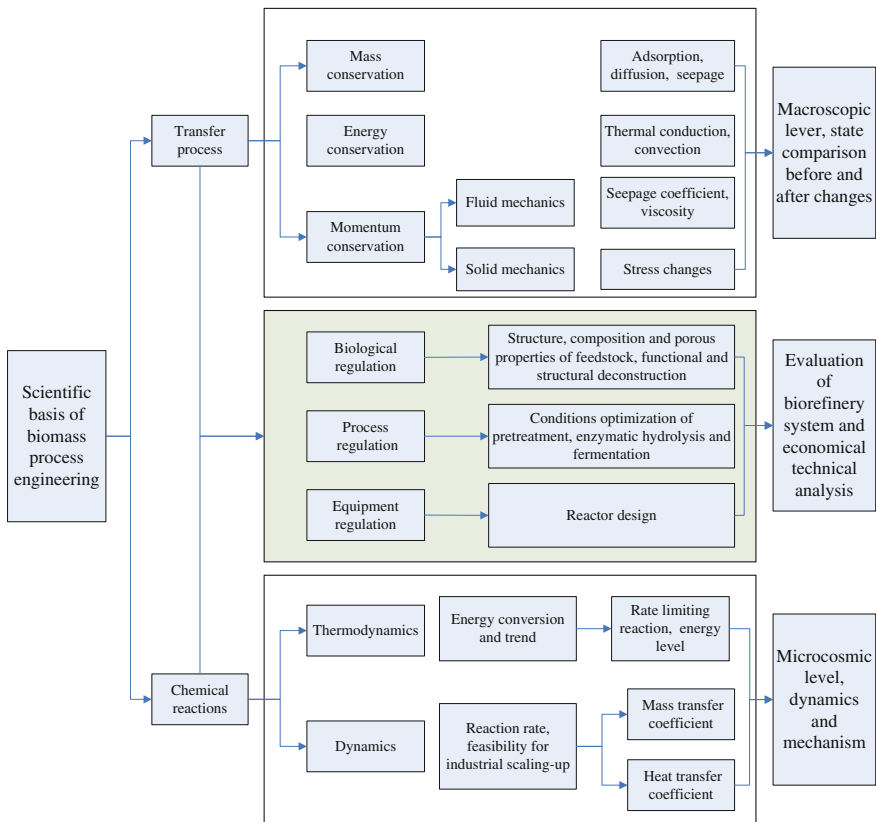 Scientific
basis of
biomass
process
engineering
Transfer
process
Chemical
reactions
Mass
conservation
Energy
conservation
Momentum
conservation
Fluid mechanics
Solid mechanics
Adsorption,
diffusion, seepage
Thermal conduction,
convection
Seepage coefficient,
viscosity
Stress changes
Macroscopic
lever, state
comparison
before and
after changes
Biological
regulation
Structure, composition and porous
properties of feedstock, functional and
structural deconstruction
Process
regulation
Conditions optimization of
pretreatment, enzymatic hydrolysis and
fermentation
Equipment
regulation
Reactor design
Evaluation
of
biorefinery
system and
economical
technical
analysis
Thermodynamics
Energy conversion
and trend
Rate limiting
reaction, energy
level
Dynamics
Reaction rate,
feasibility for
industrial scaling-up
Mass transfer
coefficient
Heat transfer
coefficient
Microcosmic
level,
dynamics
and
mechanism